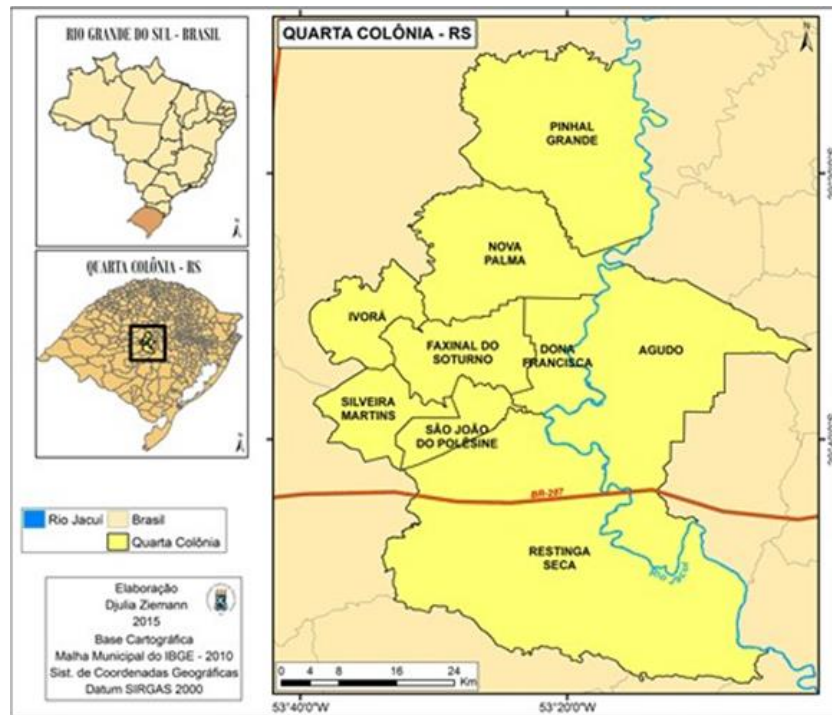 RIO GRANDE DO SUL - BRASIL
N
QUARTA COLÔNIA - RS
N
Rio Jacuí
Brasil
Quarta Colônia
Elaboração
Djulia Ziemann
2015
Base Cartográfica
Malha Municipal do IBGE - 2010
Sist. de Coordenadas Geográficas
Datum SIRGAS 2000
QUARTA COLÔNIA - RS
N
PINHAL
GRANDE
NOVA
PALMA
IVORÁ
FAXINAL DO
SOTURNO
DONA
FRANCISCA
AGUDO
SILVEIRA
MARTINS
SÃO JOÃO
DO POLÊSINE
BR-287
RESTINGA
SECA
Rio Jacuí
0 4 8 16 24
Km
53°40'0"W
53°20'0"W